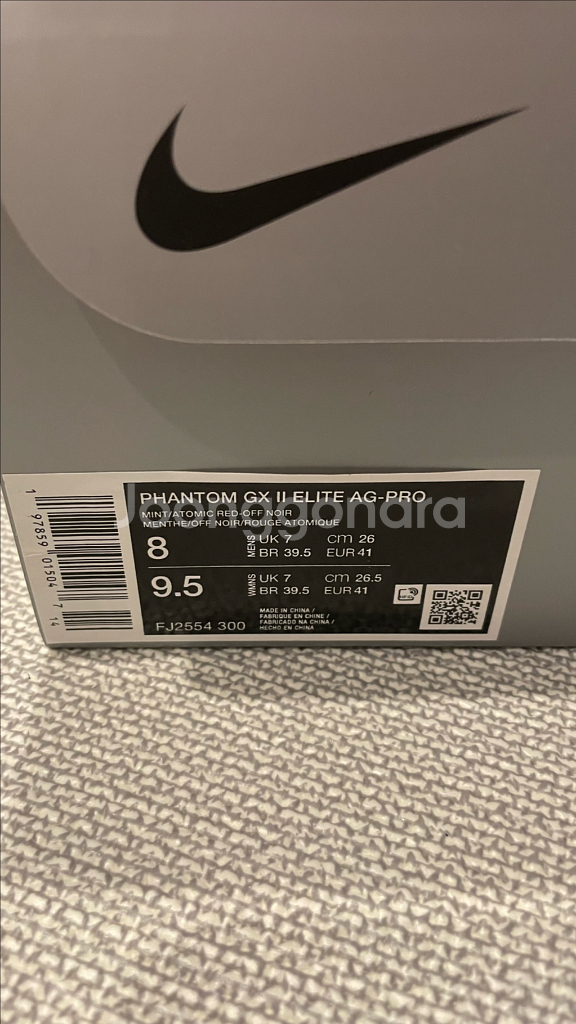 PHANTOM GX II ELITE AG-PRO
MINT/ATOMIC RED-OFF NOIR
MENTHE/OFF NOIR/ROUGE ATOMIQUE
8 MENS UK 7 cm 26
BR 39.5 EUR 41
9.5 WMNS UK 7 cm 26.5
BR 39.5 EUR 41
FJ2554 300
MADE IN CHINA /
FABRIQUE EN CHINE /
FABRICADO NA CHINA /
HECHO EN CHINA
1 97859 01504 7 14
Joonggonara